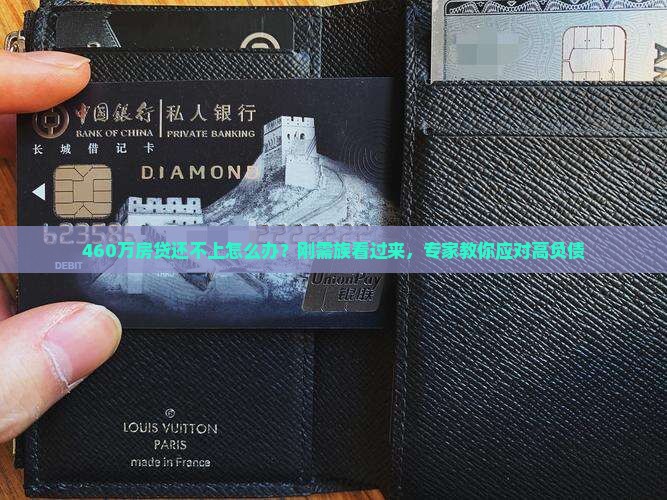 中国银行 私人银行
BANK OF CHINA PRIVATE BANKING
长城借记卡
DIAMOND
460万房贷还不上怎么办？刚需族看过来，专家教你应对高负债
DEBIT
UnionPay
银联
LOUIS VUITTON
PARIS
made in France